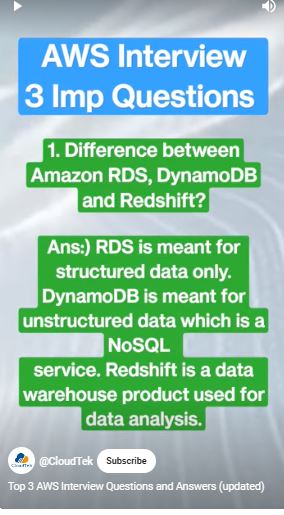 AWS Interview
3 Imp Questions
1. Difference between
Amazon RDS, DynamoDB
and Redshift?
Ans:) RDS is meant for
structured data only.
DynamoDB is meant for
unstructured data which is a
NoSQL
service. Redshift is a data
warehouse product used for
data analysis.
CloudTek
@CloudTek Subscribe
Top 3 AWS Interview Questions and Answers (updated)